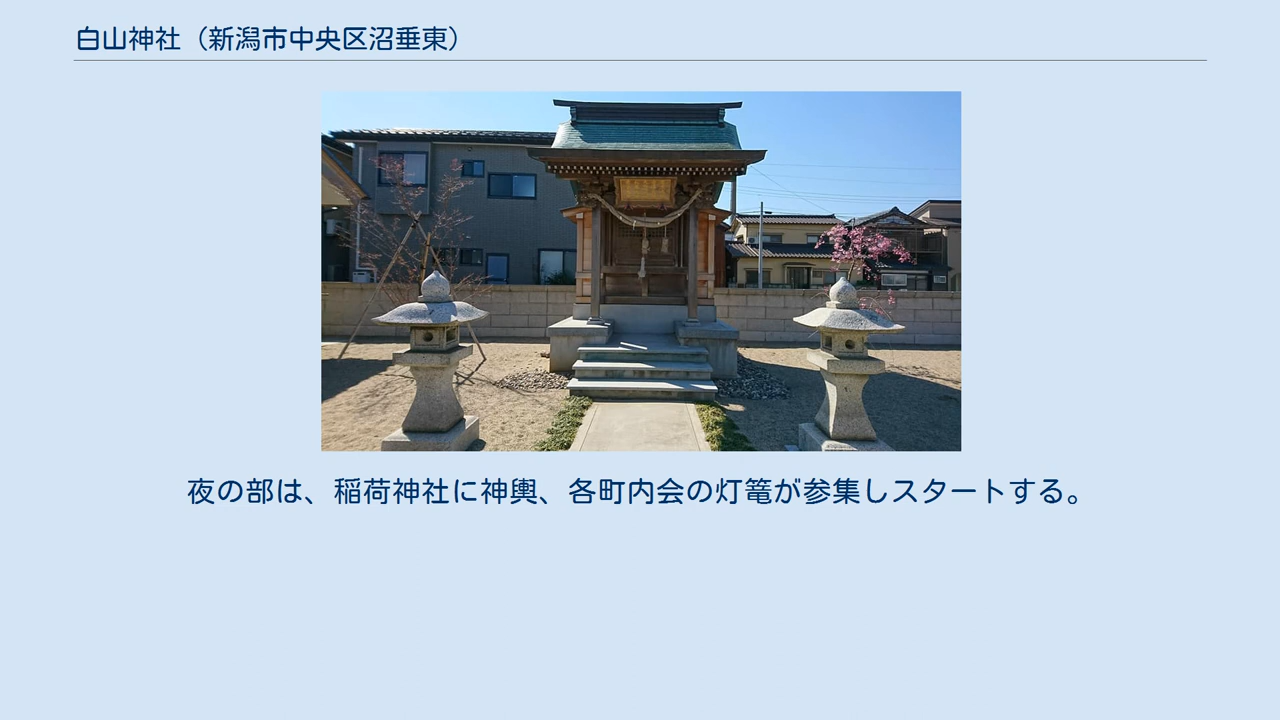 白山神社（新潟市中央区沼垂東）
夜の部は、稲荷神社に神輿、各町内会の灯篭が参集しスタートする。